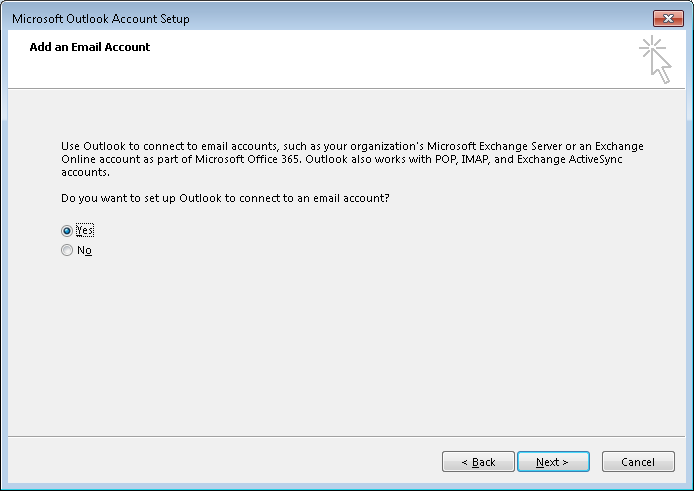 Microsoft Outlook Account Setup
Add an Email Account
Use Outlook to connect to email accounts, such as your organization's Microsoft Exchange Server or an Exchange
Online account as part of Microsoft Office 365. Outlook also works with POP, IMAP, and Exchange ActiveSync
accounts.
Do you want to set up Outlook to connect to an email account?
Yes
No
< Back
Next >
Cancel